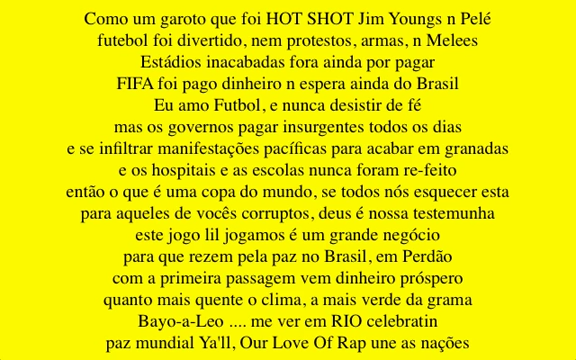 Como um garoto que foi HOT SHOT Jim Youngs n Pelé
futebol foi divertido, nem protestos, armas, n Melees
Estádios inacabadas fora ainda por pagar
FIFA foi pago dinheiro n espera ainda do Brasil
Eu amo Futbol, e nunca desistir de fé
mas os governos pagar insurgentes todos os dias
e se infiltrar manifestações pacíficas para acabar em granadas
e os hospitais e as escolas nunca foram re-feito
então o que é uma copa do mundo, se todos nós esquecer esta
para aqueles de vocês corruptos, deus é nossa testemunha
este jogo lil jogamos é um grande negócio
para que rezem pela paz no Brasil, em Perdão
com a primeira passagem vem dinheiro próspero
quanto mais quente o clima, a mais verde da grama
Bayo-a-Leo .... me ver em RIO celebratin
paz mundial Ya'll, Our Love Of Rap une as nações